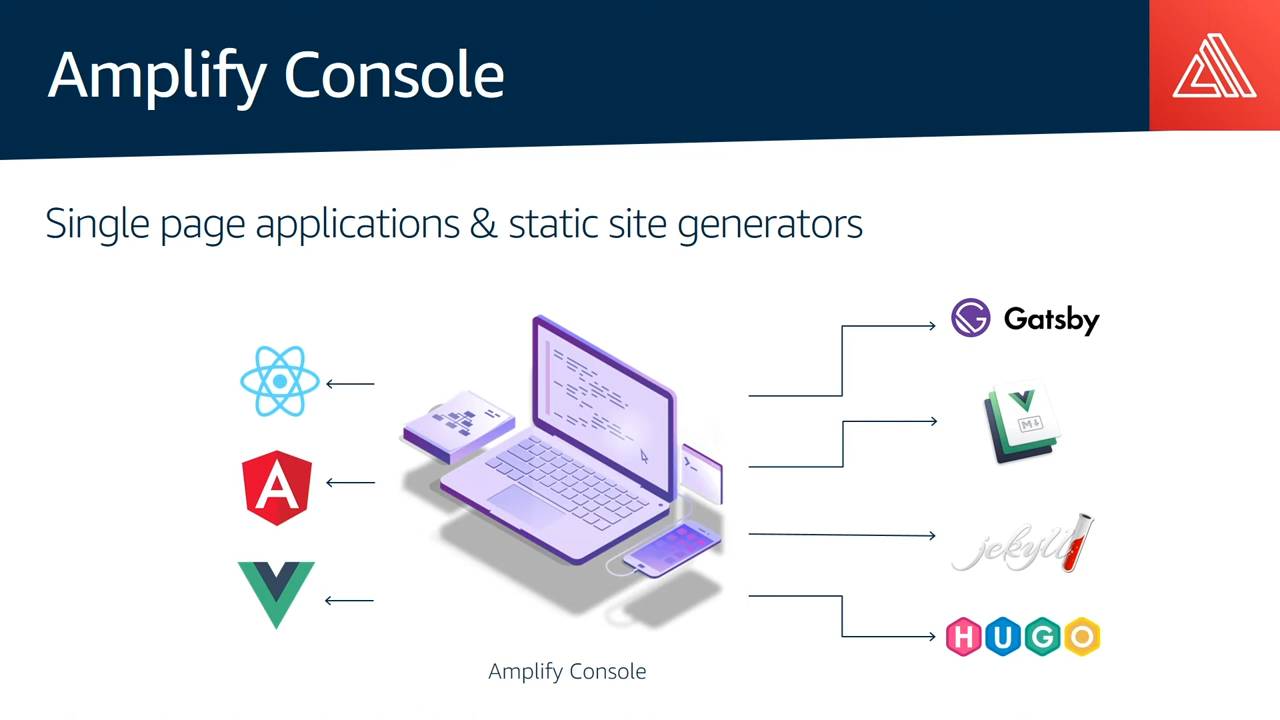 Amplify Console
Single page applications & static site generators
Gatsby
M↓
jekyll
HUGO
Amplify Console